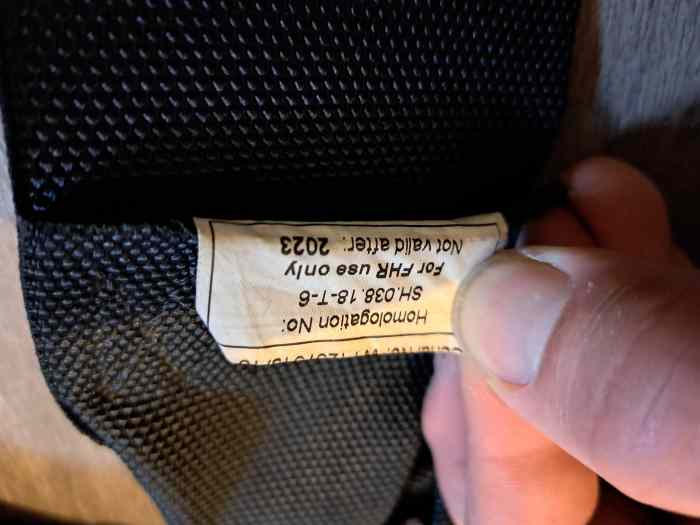 Homologation No:
SH.038.18-T-6
For FHR use only
Not valid after: 2023